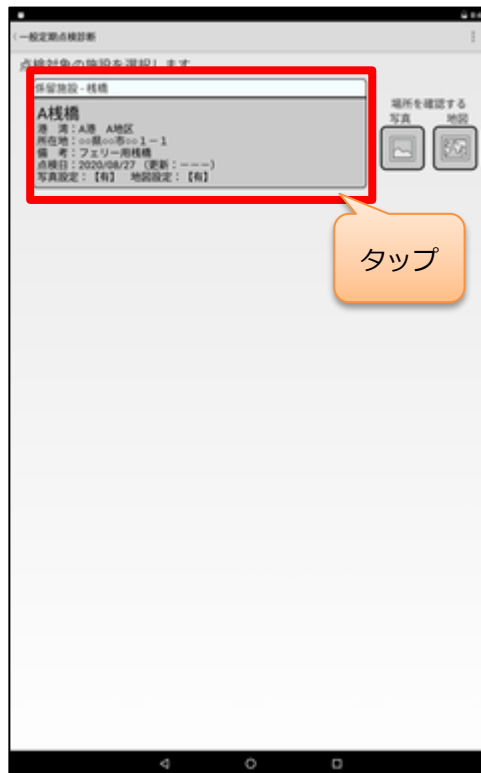 一般定期点検診断
点検対象の施設を選択します
係留施設-桟橋
A桟橋
港　湾：A港　A地区
所在地：○○県○○市○○1－1
備　考：フェリー用桟橋
点検日：2020/08/27　(更新：－－－)
写真設定：【有】　地図設定：【有】
場所を確認する
写真　地図
タップ